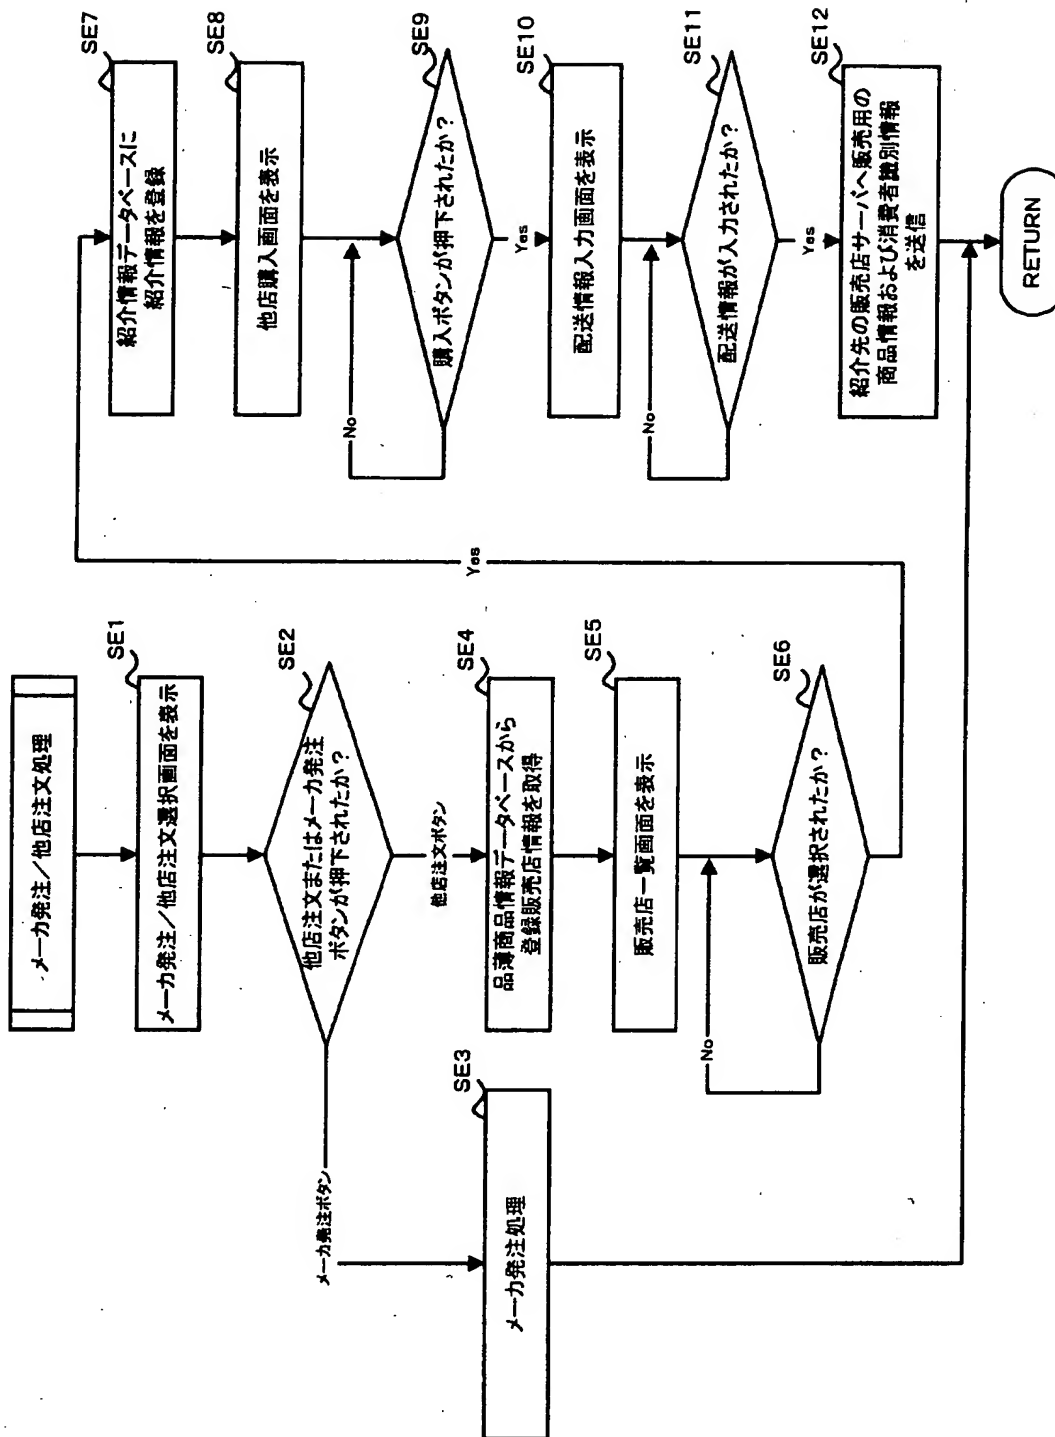 メーカ発注／他店注文処理
SE1
メーカ発注／他店注文選択画面を表示
SE2
他店注文またはメーカ発注
ボタンが押下されたか？
メーカ発注ボタン
他店注文ボタン
SE3
メーカ発注処理
SE4
品薄商品情報データベースから
登録販売店情報を取得
SE5
販売店一覧画面を表示
SE6
販売店が選択されたか？
No
Yes
SE7
紹介情報データベースに
紹介情報を登録
SE8
他店購入画面を表示
SE9
購入ボタンが押下されたか？
No
Yes
SE10
配送情報入力画面を表示
SE11
配送情報が入力されたか？
No
Yes
SE12
紹介先の販売店サーバへ販売用の
商品情報および消費者識別情報
を送信
RETURN